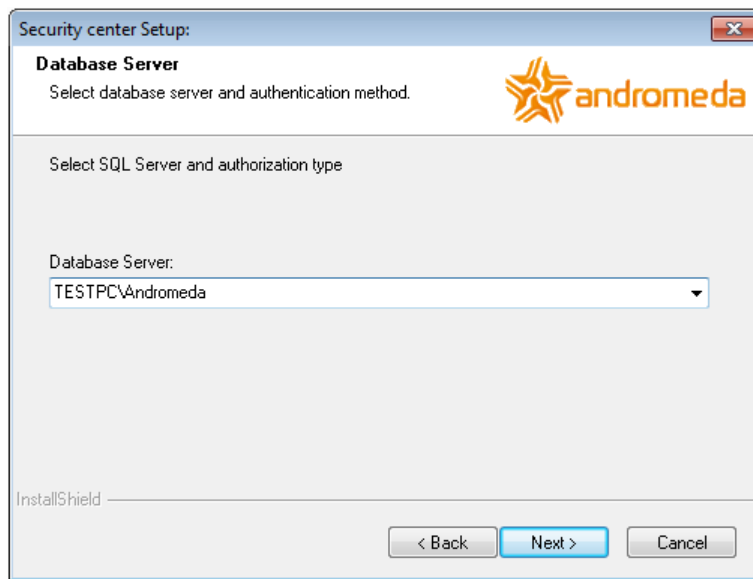 Security center Setup:
Database Server
Select database server and authentication method.
andromeda
Select SQL Server and authorization type
Database Server:
TESTPC\Andromeda
InstallShield
< Back
Next >
Cancel